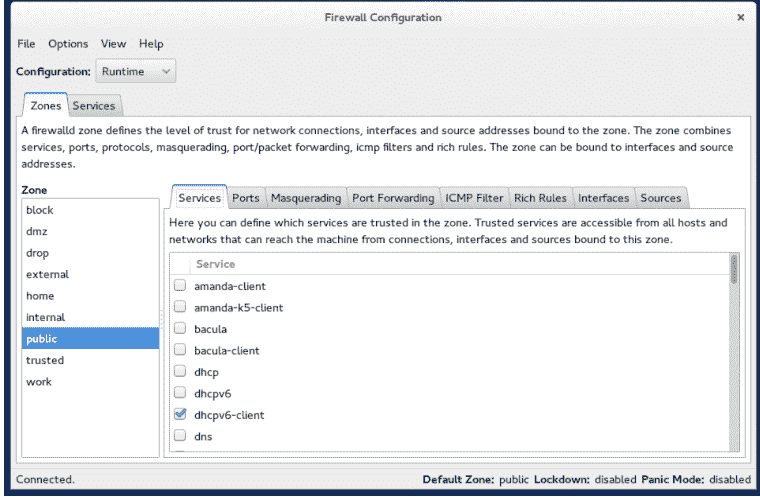 Firewall Configuration ×
File Options View Help
Configuration: Runtime
Zones Services
A firewalld zone defines the level of trust for network connections, interfaces and source addresses bound to the zone. The zone combines
services, ports, protocols, masquerading, port/packet forwarding, icmp filters and rich rules. The zone can be bound to interfaces and source
addresses.
Zone
block
dmz
drop
external
home
internal
public
trusted
work
Services Ports Masquerading Port Forwarding ICMP Filter Rich Rules Interfaces Sources
Here you can define which services are trusted in the zone. Trusted services are accessible from all hosts and
networks that can reach the machine from connections, interfaces and sources bound to this zone.
Service
amanda-client
amanda-k5-client
bacula
bacula-client
dhcp
dhcpv6
dhcpv6-client
dns
Connected. Default Zone: public Lockdown: disabled Panic Mode: disabled